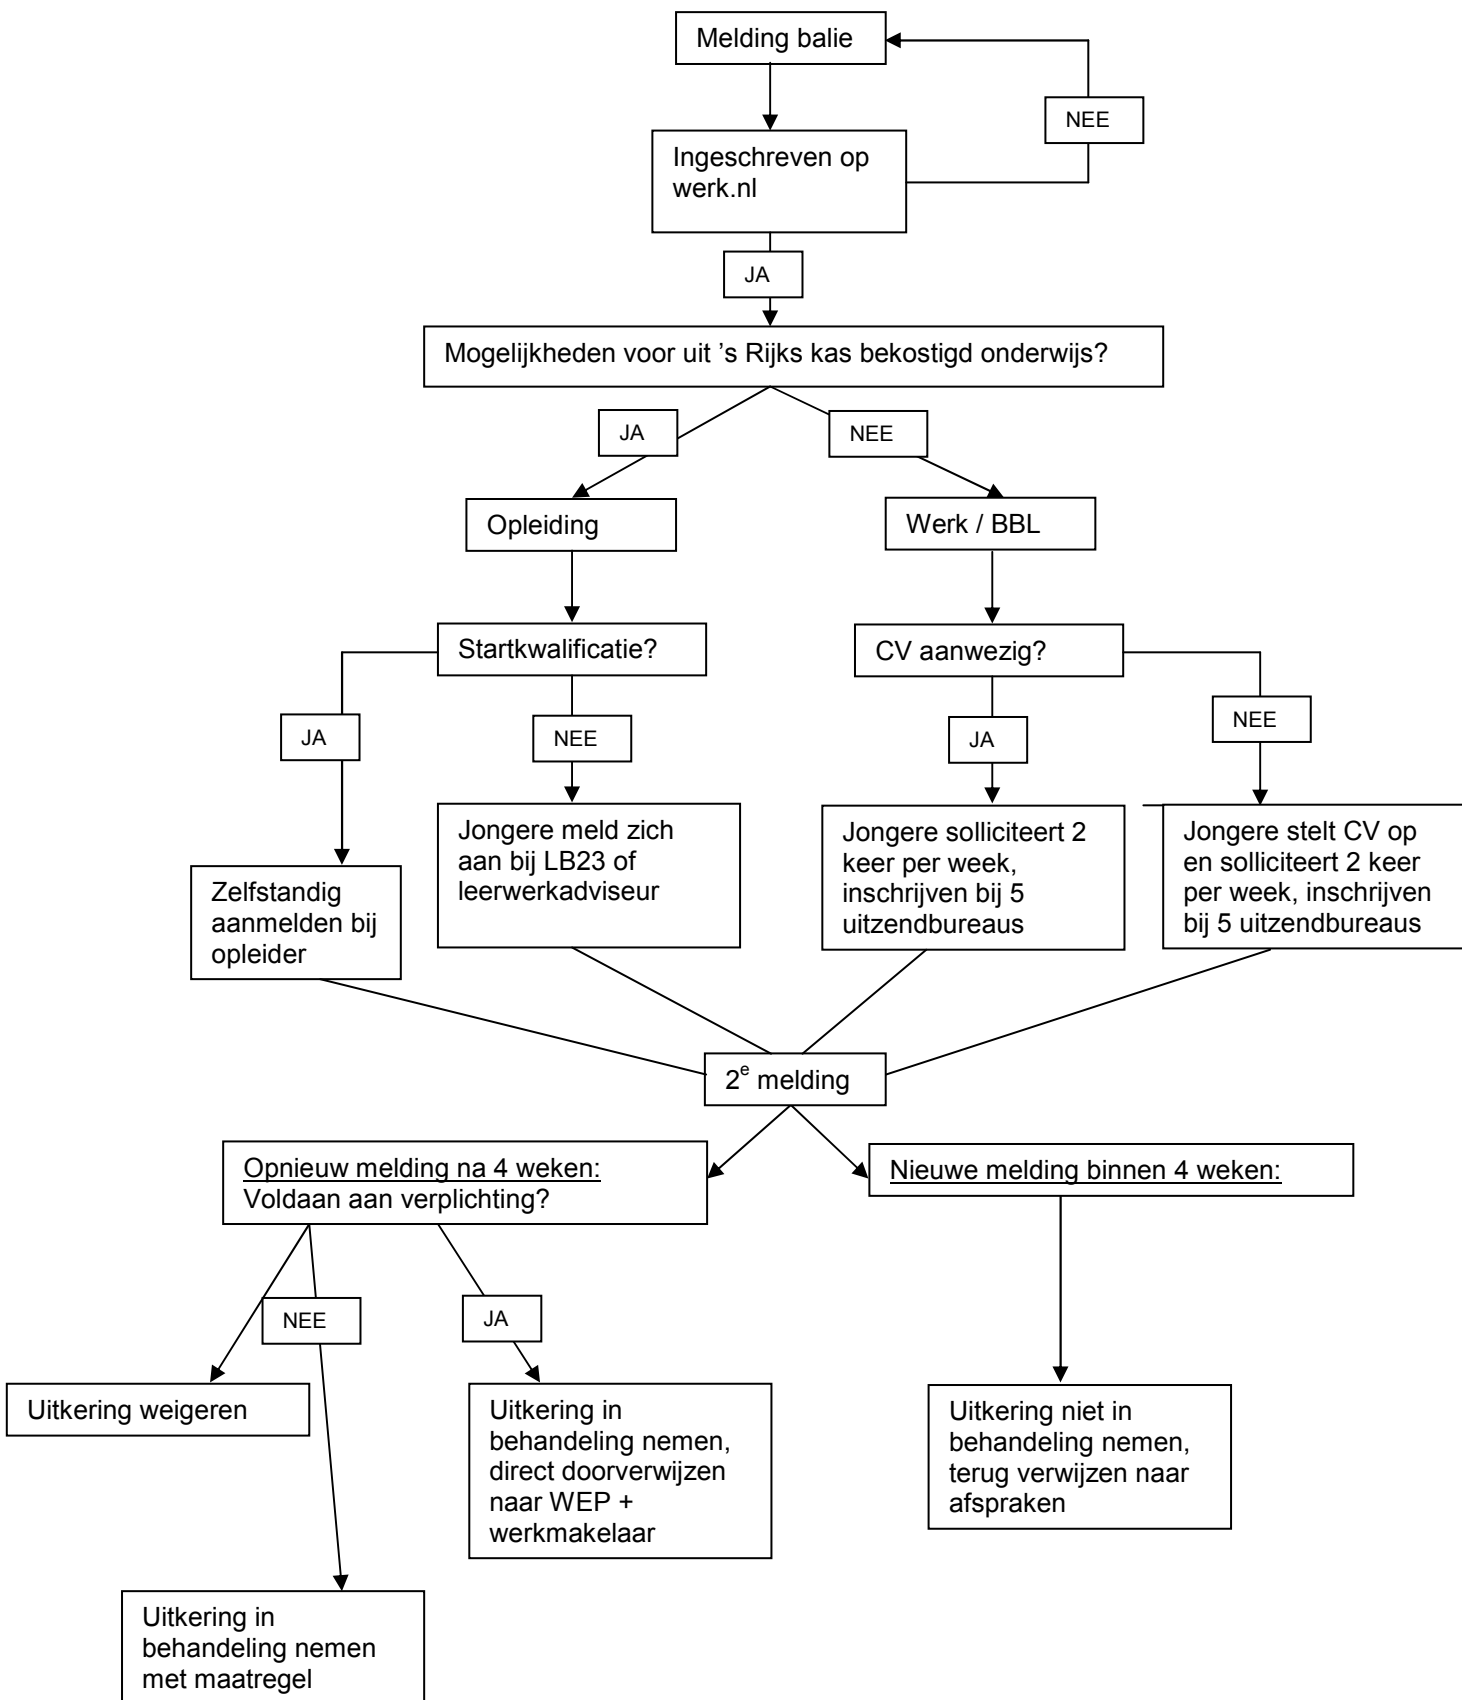 Melding balie
NEE
Ingeschreven op
werk.nl
JA
Mogelijkheden voor uit ’s Rijks kas bekostigd onderwijs?
JA
NEE
Opleiding
Werk / BBL
Startkwalificatie?
CV aanwezig?
JA
NEE
JA
NEE
Zelfstandig
aanmelden bij
opleider
Jongere meld zich
aan bij LB23 of
leerwerkadviseur
Jongere solliciteert 2
keer per week,
inschrijven bij 5
uitzendbureaus
Jongere stelt CV op
en solliciteert 2 keer
per week, inschrijven
bij 5 uitzendbureaus
2e melding
Opnieuw melding na 4 weken:
Voldaan aan verplichting?
Nieuwe melding binnen 4 weken:
NEE
JA
Uitkering weigeren
Uitkering in
behandeling nemen,
direct doorverwijzen
naar WEP +
werkmakelaar
Uitkering niet in
behandeling nemen,
terug verwijzen naar
afspraken
Uitkering in
behandeling nemen
met maatregel